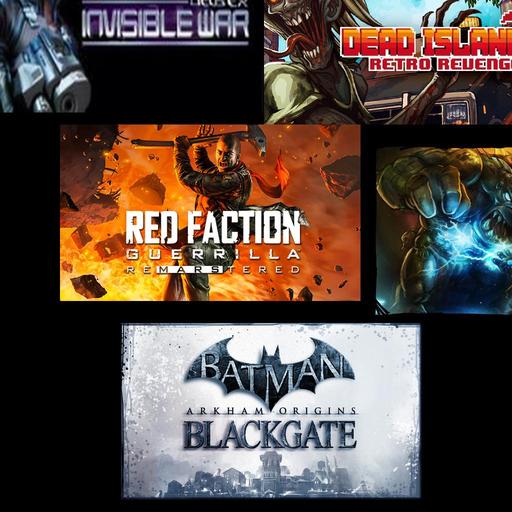 INVISIBLE WAR
DEAD ISLAND
RETRO REVENGE
RED FACTION
GUERRILLA
RE-MARS-TERED
BATMAN
ARKHAM ORIGINS
BLACKGATE